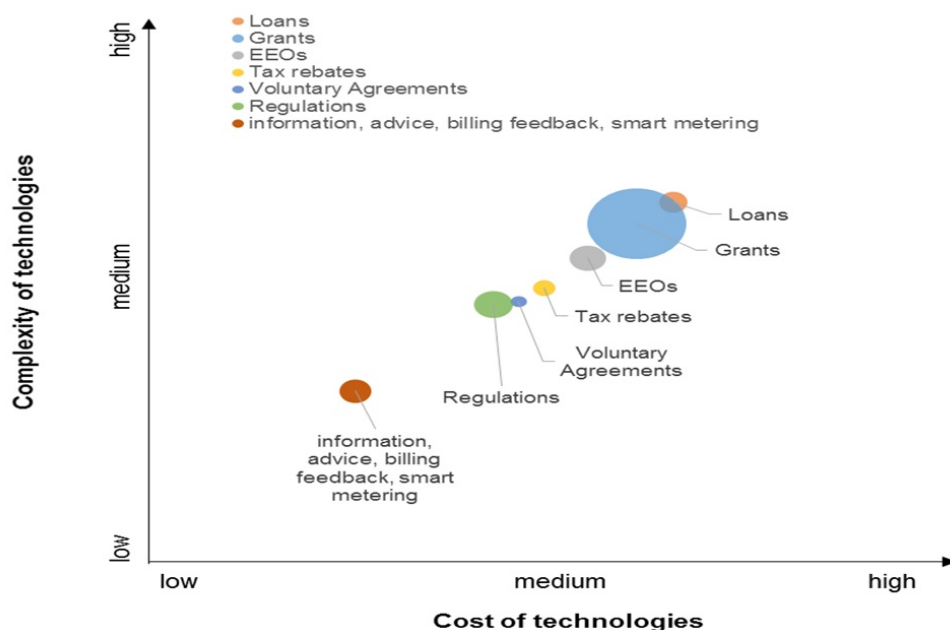 high
Loans
Grants
EEOs
Tax rebates
Voluntary Agreements
Regulations
information, advice, billing feedback, smart metering
Complexity of technologies
medium
Loans
Grants
EEOs
Tax rebates
Voluntary
Agreements
Regulations
information,
advice, billing
feedback, smart
metering
low
low medium high
Cost of technologies